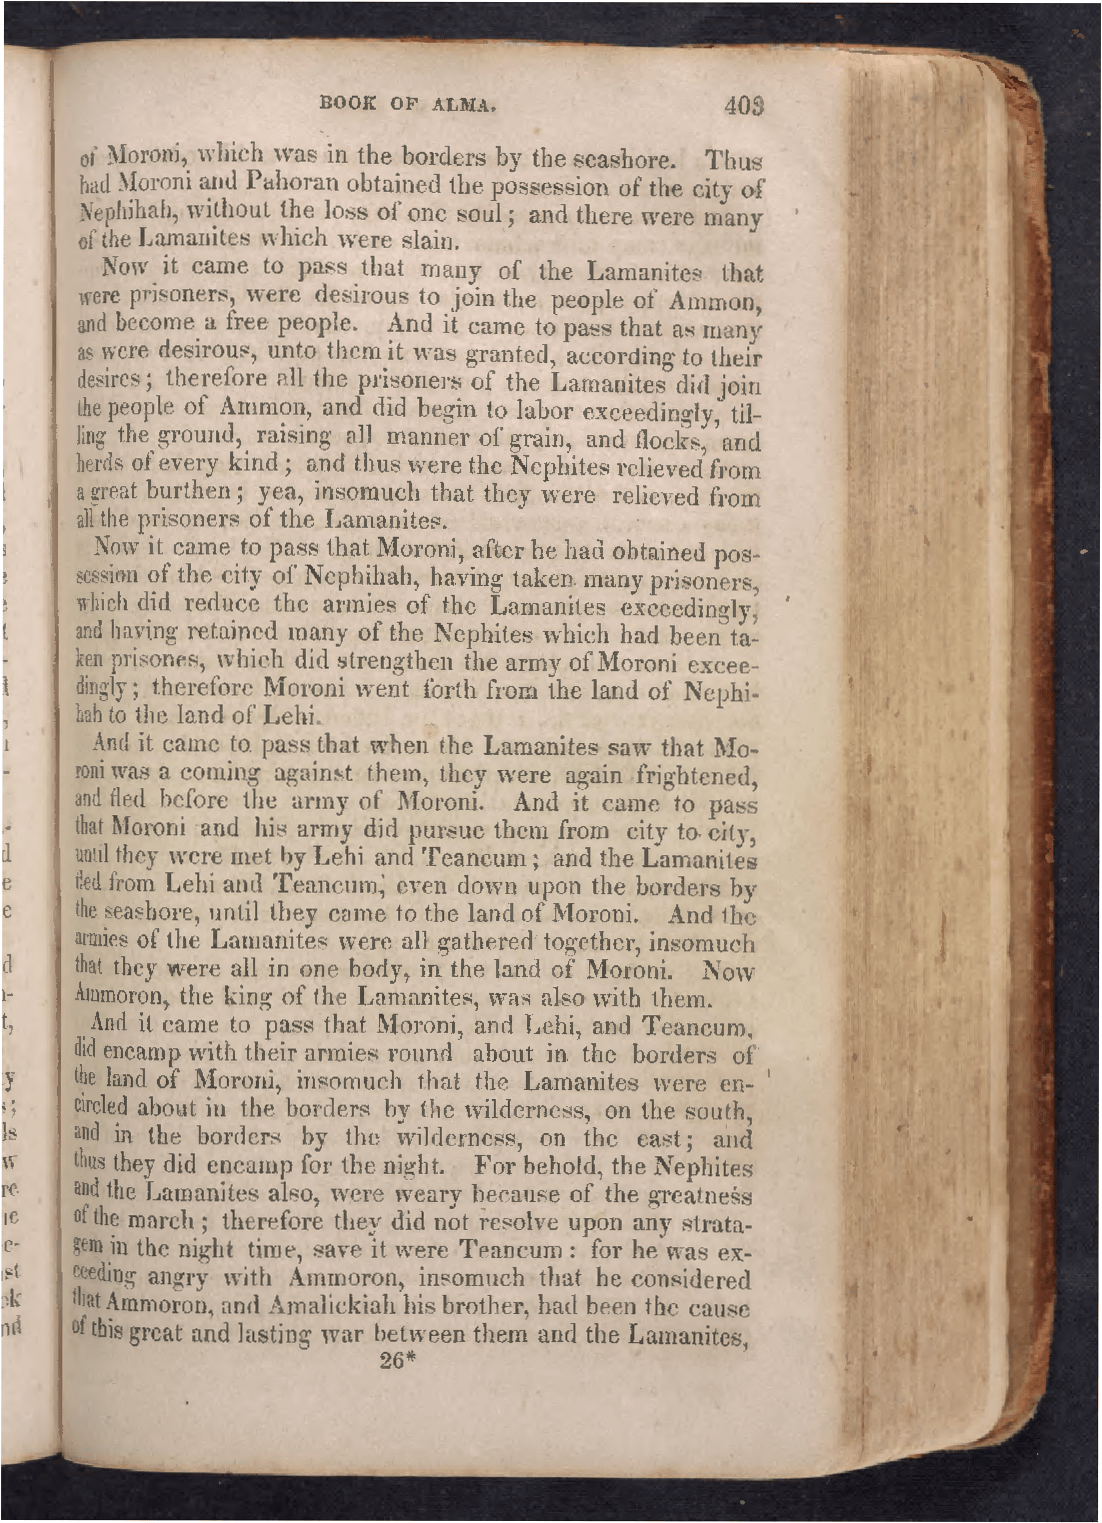 BOOK OF ALMA. 403
of Moroni, which was in the borders by the seashore. Thus
had Moroni and Pahoran obtained the possession of the city of
Nephihah, without the loss of one soul; and there were many
of the Lamanites which were slain.
Now it came to pass that many of the Lamanites that
were prisoners, were desirous to join the people of Ammon,
and become a free people. And it came to pass that as many
as were desirous, unto them it was granted, according to their
desires; therefore all the prisoners of the Lamanites did join
the people of Ammon, and did begin to labor exceedingly, til-
ling the ground, raising all manner of grain, and flocks, and
herds of every kind; and thus were the Nephites relieved from
a great burthen; yea, insomuch that they were relieved from
all the prisoners of the Lamanites.
Now it came to pass that Moroni, after he had obtained pos-
session of the city of Nephihah, having taken many prisoners,
which did reduce the armies of the Lamanites exceedingly,
and having retained many of the Nephites which had been ta-
ken prisones, which did strengthen the army of Moroni excee-
dingly; therefore Moroni went forth from the land of Nephi-
hah to the land of Lehi.
And it came to pass that when the Lamanites saw that Mo-
roni was a coming against them, they were again frightened,
and fled before the army of Moroni. And it came to pass
that Moroni and his army did pursue them from city to city,
until they were met by Lehi and Teancum; and the Lamanites
fled from Lehi and Teancum, even down upon the borders by
the seashore, until they came to the land of Moroni. And the
armies of the Lamanites were all gathered together, insomuch
that they were all in one body, in the land of Moroni. Now
Ammoron, the king of the Lamanites, was also with them.
And it came to pass that Moroni, and Lehi, and Teancum,
did encamp with their armies round about in the borders of
the land of Moroni, insomuch that the Lamanites were en-
circled about in the borders by the wilderness, on the south,
and in the borders by the wilderness, on the east; and
thus they did encamp for the night. For behold, the Nephites
and the Lamanites also, were weary because of the greatness
of the march; therefore they did not resolve upon any strata-
gem in the night time, save it were Teancum: for he was ex-
ceeding angry with Ammoron, insomuch that he considered
that Ammoron, and Amalickiah his brother, had been the cause
of this great and lasting war between them and the Lamanites,
26*